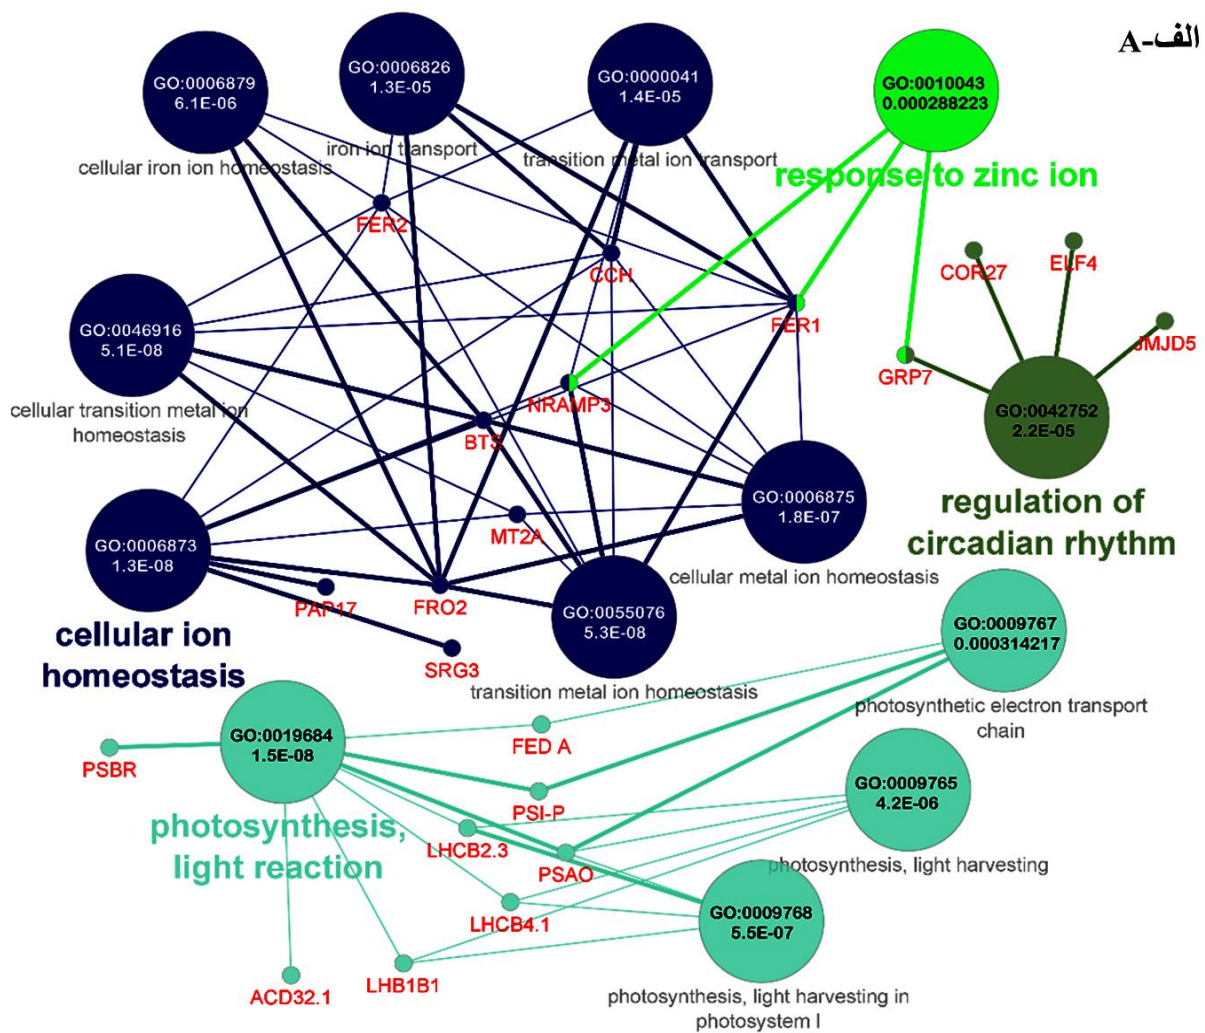 A-الف
GO:0006879
6.1E-06
cellular iron ion homeostasis
GO:0006826
1.3E-05
iron ion transport
GO:0000041
1.4E-05
transition metal ion transport
GO:0010043
0.000288223
response to zinc ion
FER2
CCH
FER1
COR27
ELF4
JMJD5
GRP7
GO:0046916
5.1E-08
cellular transition metal ion
homeostasis
NRAMP3
BTS
GO:0042752
2.2E-05
regulation of
circadian rhythm
GO:0006875
1.8E-07
cellular metal ion homeostasis
MT2A
GO:0006873
1.3E-08
cellular ion
homeostasis
PAP17
FRO2
SRG3
GO:0055076
5.3E-08
transition metal ion homeostasis
GO:0009767
0.000314217
photosynthetic electron transport
chain
GO:0019684
1.5E-08
photosynthesis,
light reaction
PSBR
FED A
PSI-P
LHCB2.3
PSAO
GO:0009765
4.2E-06
photosynthesis, light harvesting
LHCB4.1
GO:0009768
5.5E-07
photosynthesis, light harvesting in
photosystem I
ACD32.1
LHB1B1